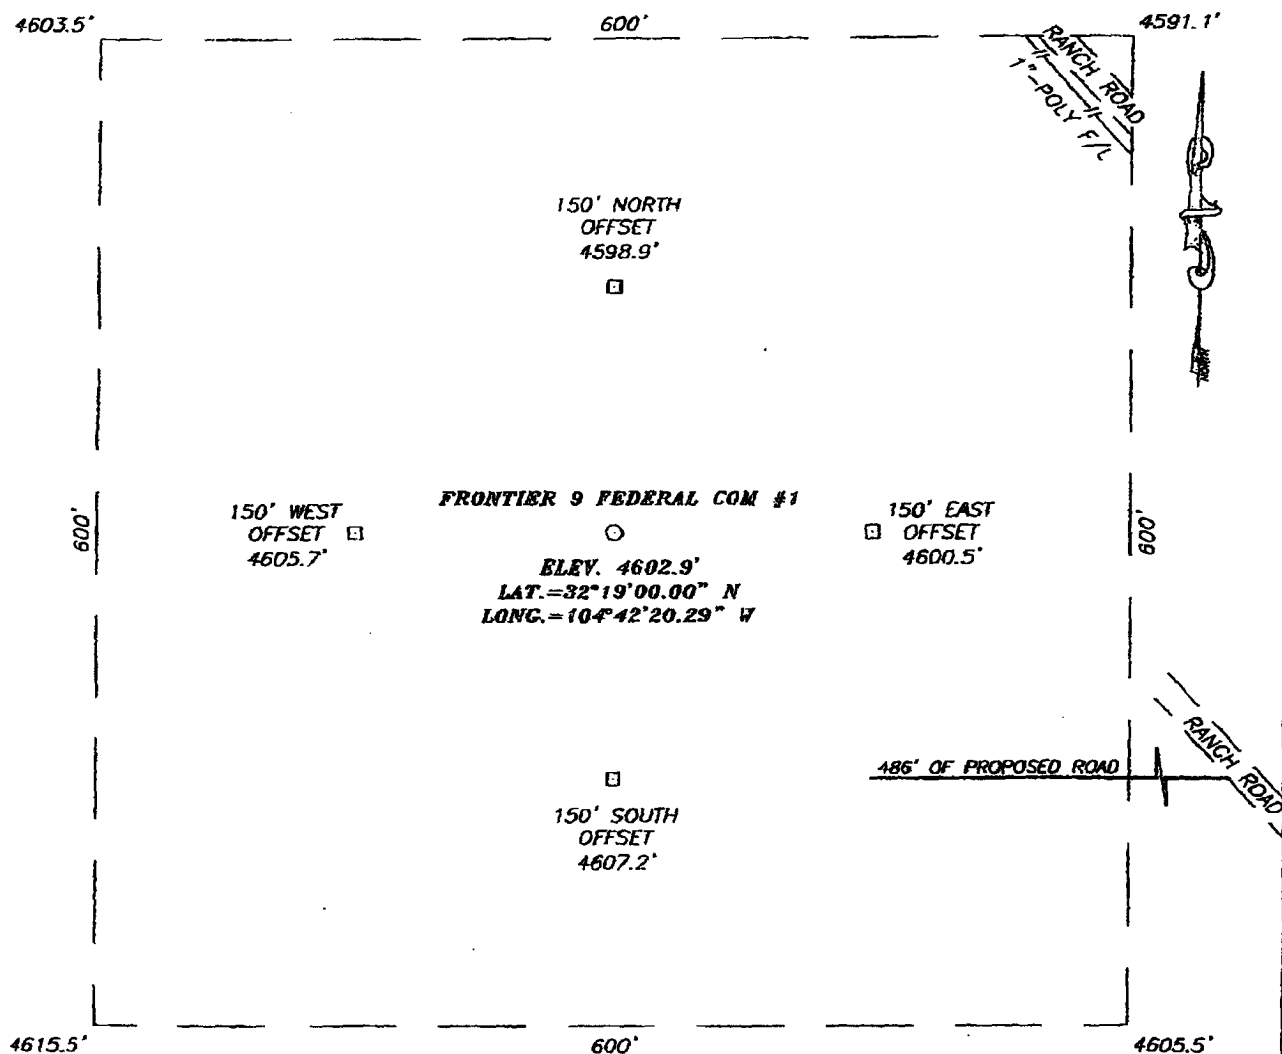 4603.5'
600'
4591.1'
RANCH ROAD
1"-POLY F/L
150' NORTH
OFFSET
4598.9'
NORTH
600'
150' WEST
OFFSET
4605.7'
FRONTIER 9 FEDERAL COM #1
ELEV. 4602.9'
LAT.=32°19'00.00" N
LONG.=104°42'20.29" W
150' EAST
OFFSET
4600.5'
600'
RANCH ROAD
486' OF PROPOSED ROAD
150' SOUTH
OFFSET
4607.2'
4615.5'
600'
4605.5'